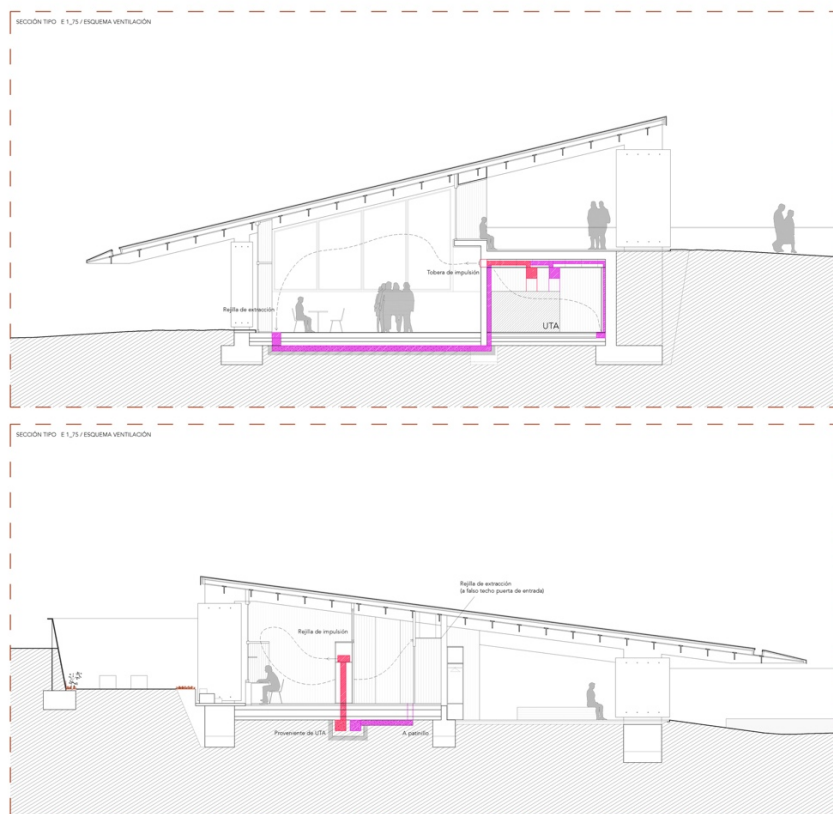 SECCIÓN TIPO E 1_75 / ESQUEMA VENTILACIÓN
Tobera de impulsión
Rejilla de extracción
UTA
SECCIÓN TIPO E 1_75 / ESQUEMA VENTILACIÓN
Rejilla de extracción
(a falso techo puerta de entrada)
Rejilla de impulsión
Proveniente de UTA
A patinillo